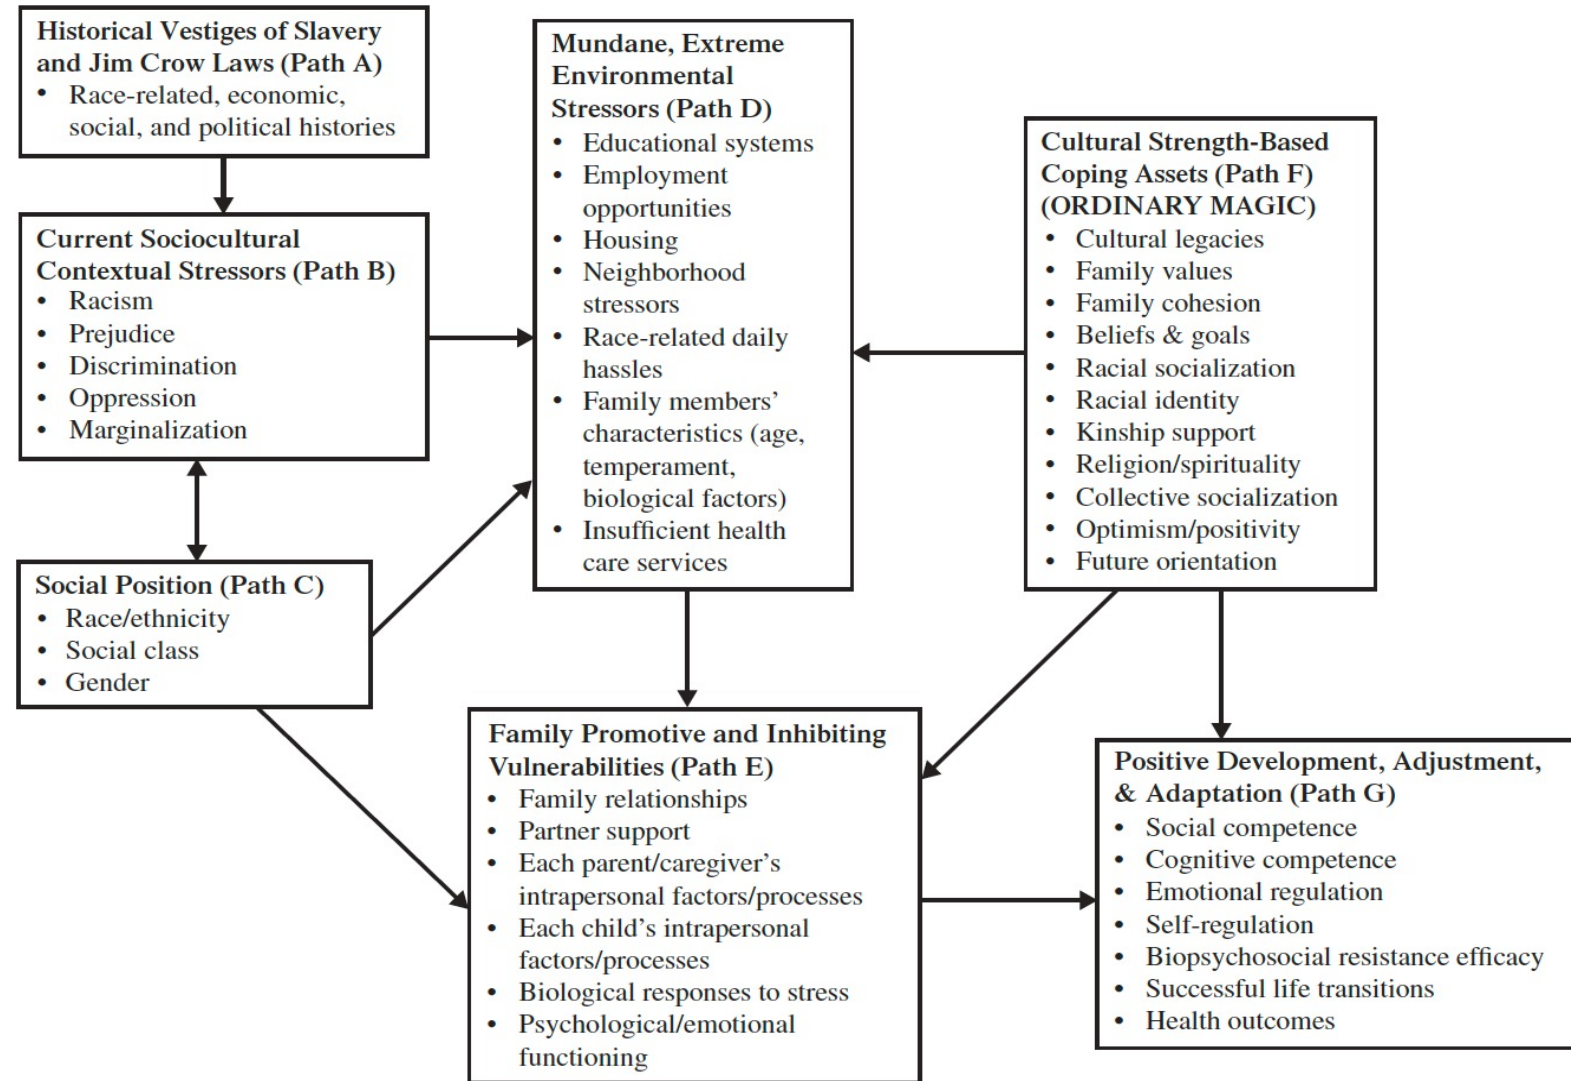 Historical Vestiges of Slavery
and Jim Crow Laws (Path A)
• Race-related, economic,
social, and political histories
Current Sociocultural
Contextual Stressors (Path B)
• Racism
• Prejudice
• Discrimination
• Oppression
• Marginalization
Social Position (Path C)
• Race/ethnicity
• Social class
• Gender
Mundane, Extreme
Environmental
Stressors (Path D)
• Educational systems
• Employment
opportunities
• Housing
• Neighborhood
stressors
• Race-related daily
hassles
• Family members’
characteristics (age,
temperament,
biological factors)
• Insufficient health
care services
Family Promotive and Inhibiting
Vulnerabilities (Path E)
• Family relationships
• Partner support
• Each parent/caregiver’s
intrapersonal factors/processes
• Each child’s intrapersonal
factors/processes
• Biological responses to stress
• Psychological/emotional
functioning
Cultural Strength-Based
Coping Assets (Path F)
(ORDINARY MAGIC)
• Cultural legacies
• Family values
• Family cohesion
• Beliefs & goals
• Racial socialization
• Racial identity
• Kinship support
• Religion/spirituality
• Collective socialization
• Optimism/positivity
• Future orientation
Positive Development, Adjustment,
& Adaptation (Path G)
• Social competence
• Cognitive competence
• Emotional regulation
• Self-regulation
• Biopsychosocial resistance efficacy
• Successful life transitions
• Health outcomes